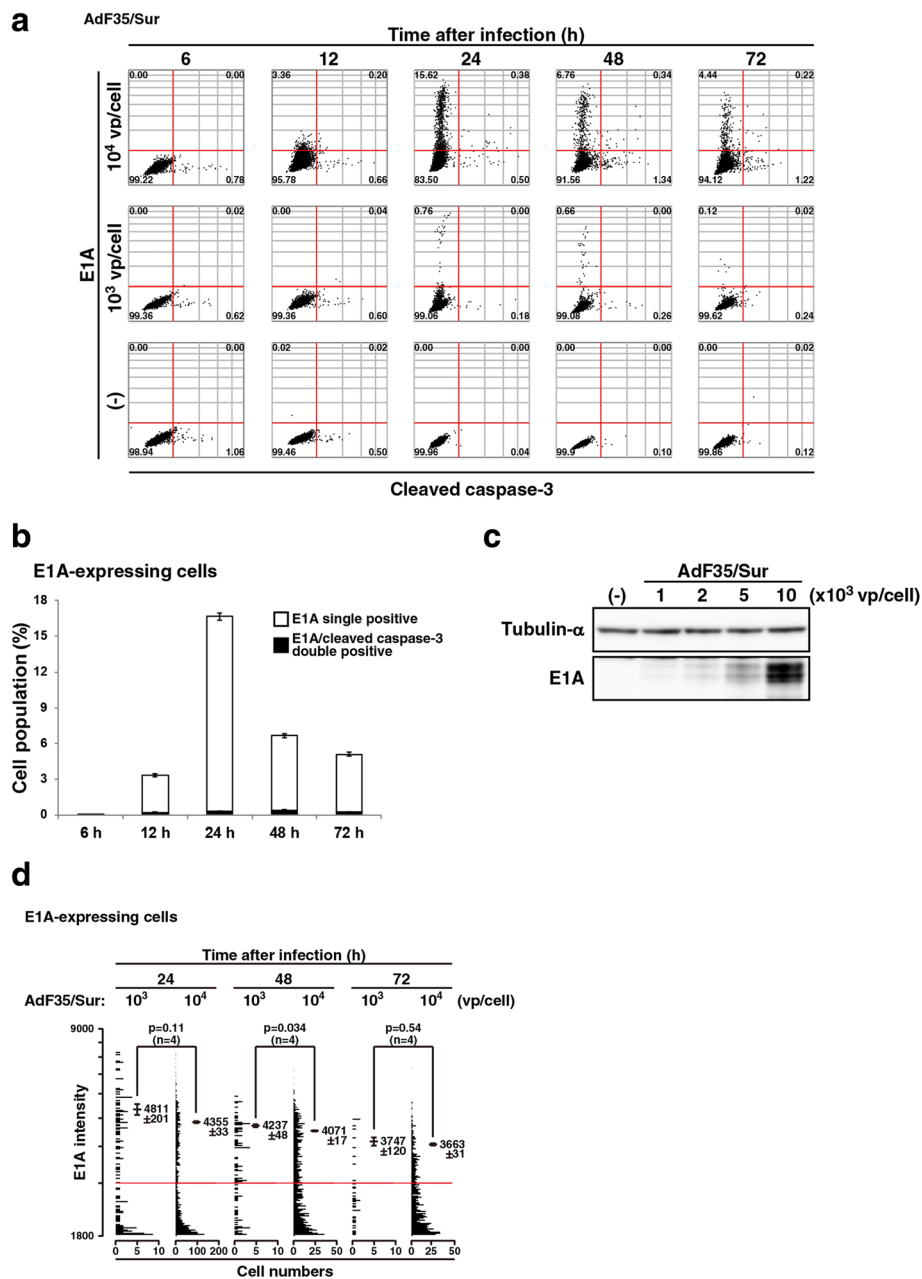 a
AdF35/Sur
Time after infection (h)
6 12 24 48 72
E1A
10⁴ vp/cell
0.00 0.00 3.36 0.20 15.62 0.38 6.76 0.34 4.44 0.22
99.22 0.78 95.78 0.66 83.50 0.50 91.56 1.34 94.12 1.22
10³ vp/cell
0.00 0.02 0.00 0.04 0.76 0.00 0.66 0.00 0.12 0.02
99.36 0.62 99.36 0.60 99.06 0.18 99.08 0.26 99.62 0.24
(-)
0.00 0.00 0.02 0.02 0.00 0.00 0.00 0.00 0.00 0.02
98.94 1.06 99.46 0.50 99.96 0.04 99.9 0.10 99.86 0.12
Cleaved caspase-3
b
E1A-expressing cells
Cell population (%)
18
15
12
9
6
3
0
E1A single positive
E1A/cleaved caspase-3
double positive
6 h 12 h 24 h 48 h 72 h
c
AdF35/Sur
(-) 1 2 5 10 (x10³ vp/cell)
Tubulin-α
E1A
d
E1A-expressing cells
Time after infection (h)
24 48 72
AdF35/Sur: 10³ 10⁴ 10³ 10⁴ 10³ 10⁴ (vp/cell)
E1A intensity
9000
1800
p=0.11 p=0.034 p=0.54
(n=4) (n=4) (n=4)
4811 4355 4237 4071 3747 3663
±201 ±33 ±48 ±17 ±120 ±31
0 5 10 0 100 200 0 5 10 0 25 50 0 5 10 0 25 50
Cell numbers